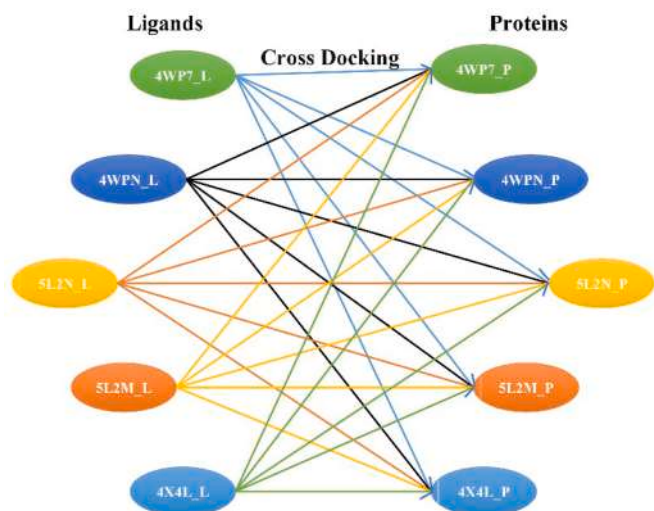 Ligands Proteins
Cross Docking
4WP7_L 4WP7_P
4WPN_L 4WPN_P
5L2N_L 5L2N_P
5L2M_L 5L2M_P
4X4L_L 4X4L_P